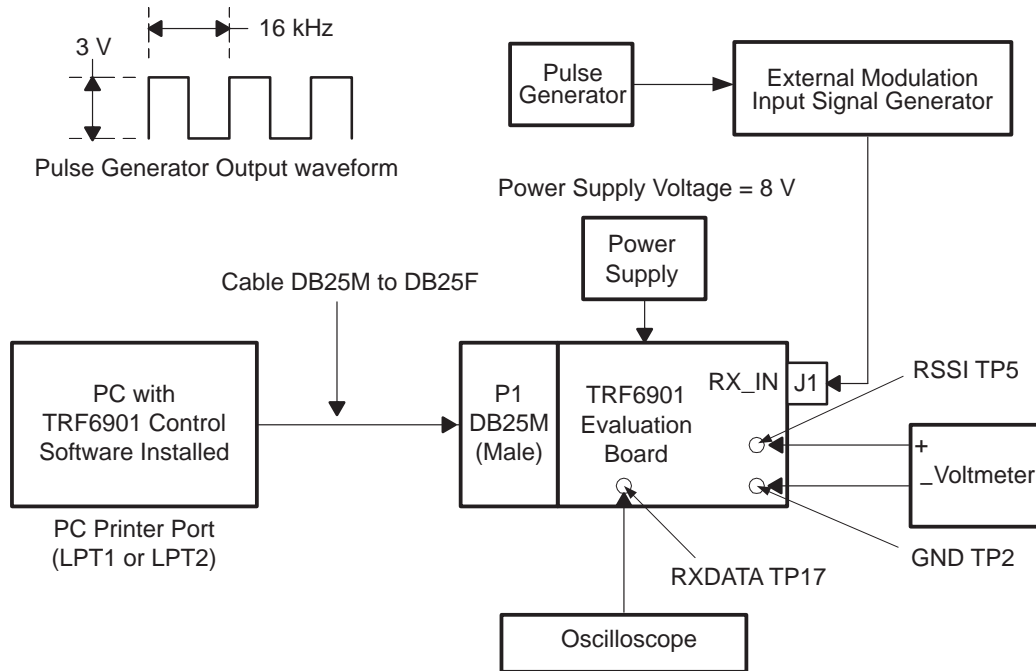 16 kHz
3 V
Pulse Generator Output waveform
Pulse
Generator
External Modulation
Input Signal Generator
Power Supply Voltage = 8 V
Power
Supply
Cable DB25M to DB25F
PC with
TRF6901 Control
Software Installed
PC Printer Port
(LPT1 or LPT2)
P1
DB25M
(Male)
TRF6901
Evaluation
Board
RX_IN
J1
RSSI TP5
+
_Voltmeter
GND TP2
RXDATA TP17
Oscilloscope